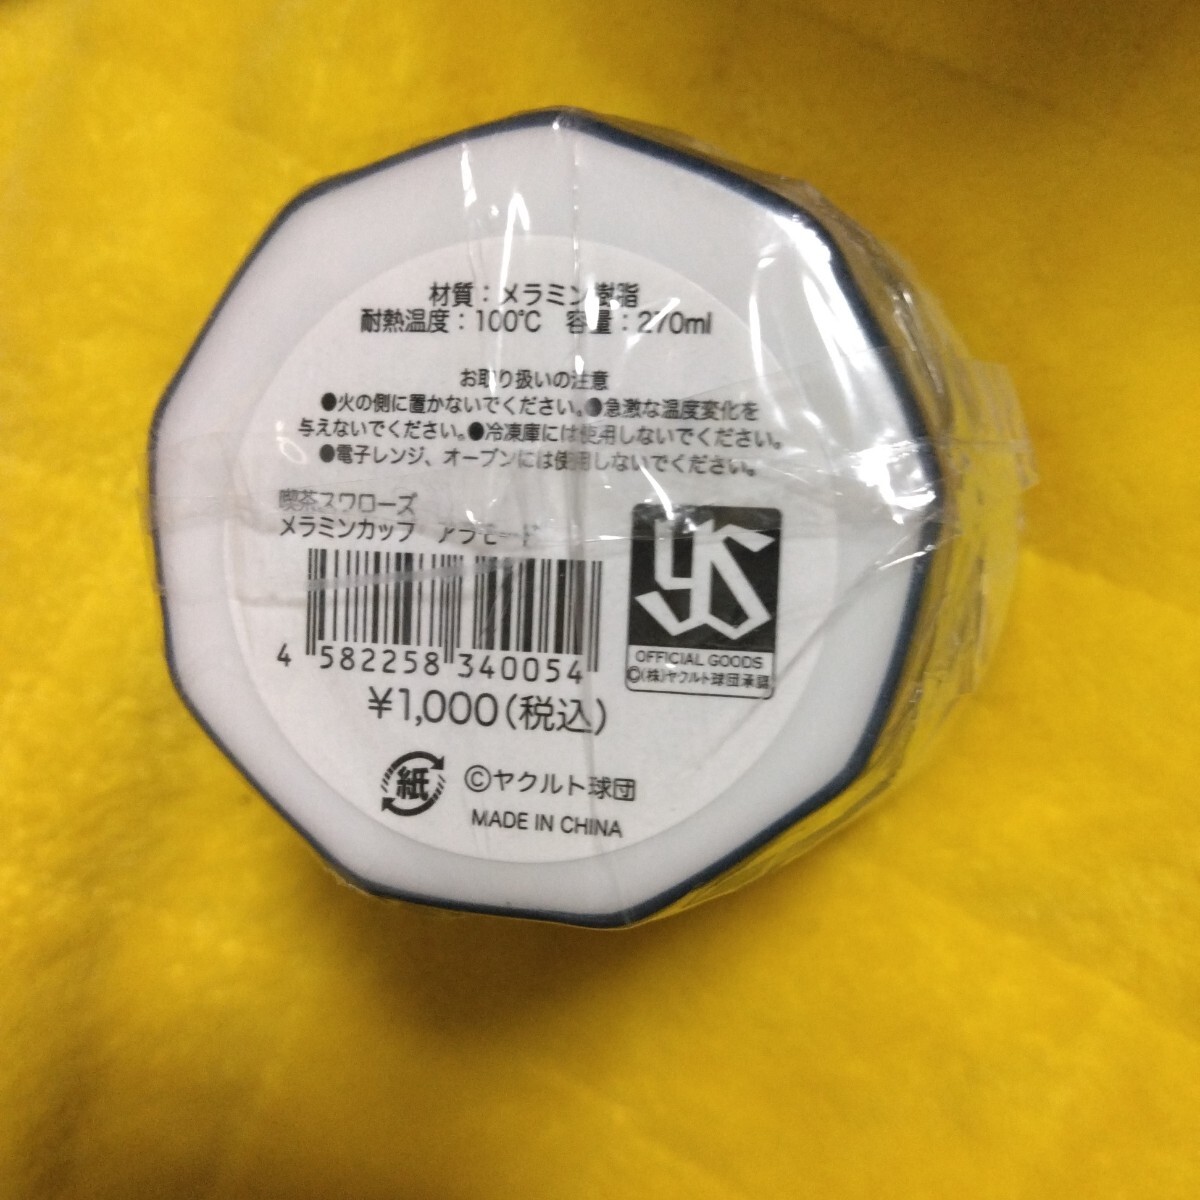 材質：メラミン樹脂
耐熱温度：100℃　容量：270ml
お取り扱いの注意
●火の側に置かないでください。●急激な温度変化を
与えないでください。●冷凍庫には使用しないでください。
●電子レンジ、オーブンには使用しないでください。
喫茶スワローズ
メラミンカップ　アラモード
4 582258 340054
¥1,000(税込)
紙
©ヤクルト球団
MADE IN CHINA
YS
OFFICIAL GOODS
©(株)ヤクルト球団承認